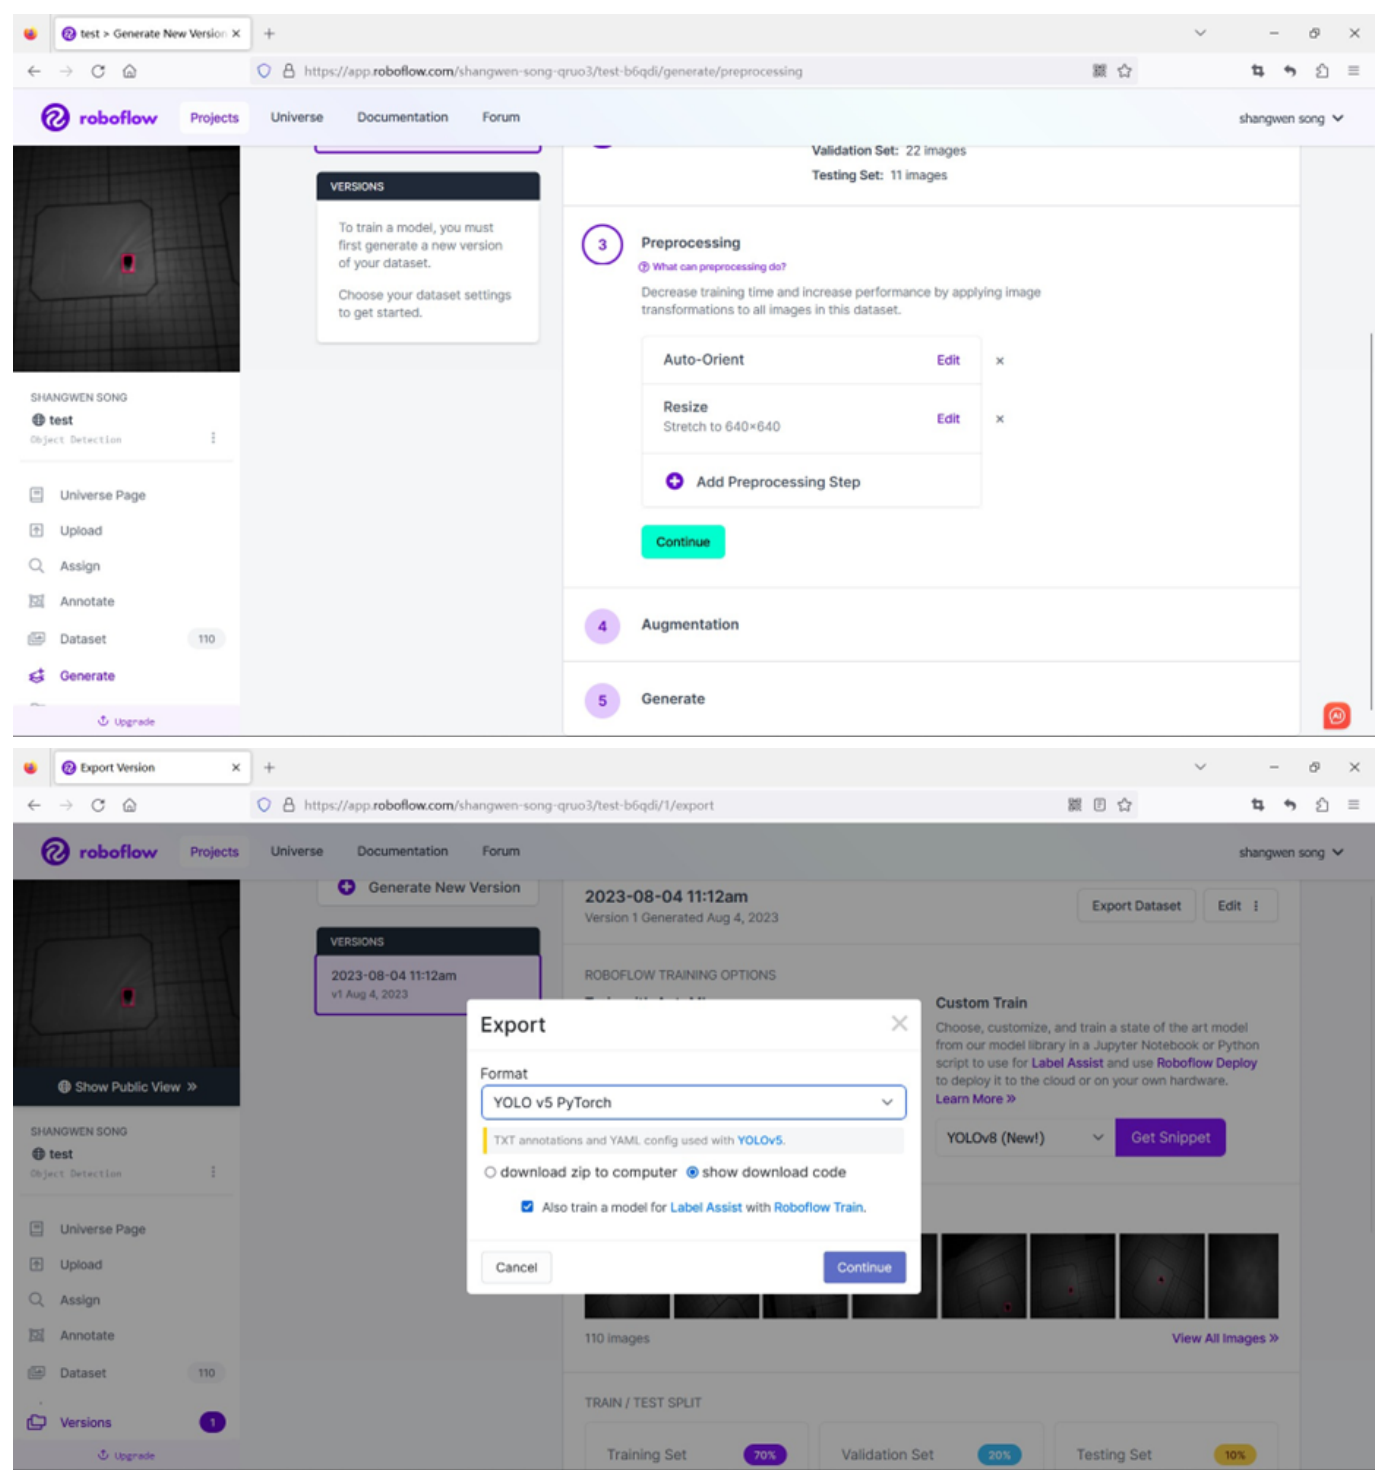 test > Generate New Version
https://app.roboflow.com/shangwen-song-qruo3/test-b6qdi/generate/preprocessing
roboflow Projects Universe Documentation Forum shangwen song
Validation Set: 22 images
Testing Set: 11 images
VERSIONS
To train a model, you must
first generate a new version
of your dataset.
Choose your dataset settings
to get started.
3 Preprocessing
What can preprocessing do?
Decrease training time and increase performance by applying image
transformations to all images in this dataset.
Auto-Orient Edit ×
Resize
Stretch to 640×640
Edit ×
Add Preprocessing Step
Continue
4 Augmentation
5 Generate
SHANGWEN SONG
test
Object Detection
Universe Page
Upload
Assign
Annotate
Dataset 110
Generate
Upgrade
AI
Export Version
https://app.roboflow.com/shangwen-song-qruo3/test-b6qdi/1/export
roboflow Projects Universe Documentation Forum shangwen song
Generate New Version
VERSIONS
2023-08-04 11:12am
v1 Aug 4, 2023
2023-08-04 11:12am
Version 1 Generated Aug 4, 2023
Export Dataset Edit
ROBOFLOW TRAINING OPTIONS
Custom Train
Choose, customize, and train a state of the art model
from our model library in a Jupyter Notebook or Python
script to use for Label Assist and use Roboflow Deploy
to deploy it to the cloud or on your own hardware.
Learn More »
YOLOv8 (New!) Get Snippet
Export
Format
YOLO v5 PyTorch
TXT annotations and YAML config used with YOLOv5.
download zip to computer show download code
Also train a model for Label Assist with Roboflow Train.
Cancel Continue
110 images View All Images »
TRAIN / TEST SPLIT
Training Set 70% Validation Set 20% Testing Set 10%
Show Public View »
SHANGWEN SONG
test
Object Detection
Universe Page
Upload
Assign
Annotate
Dataset 110
Versions 1
Upgrade